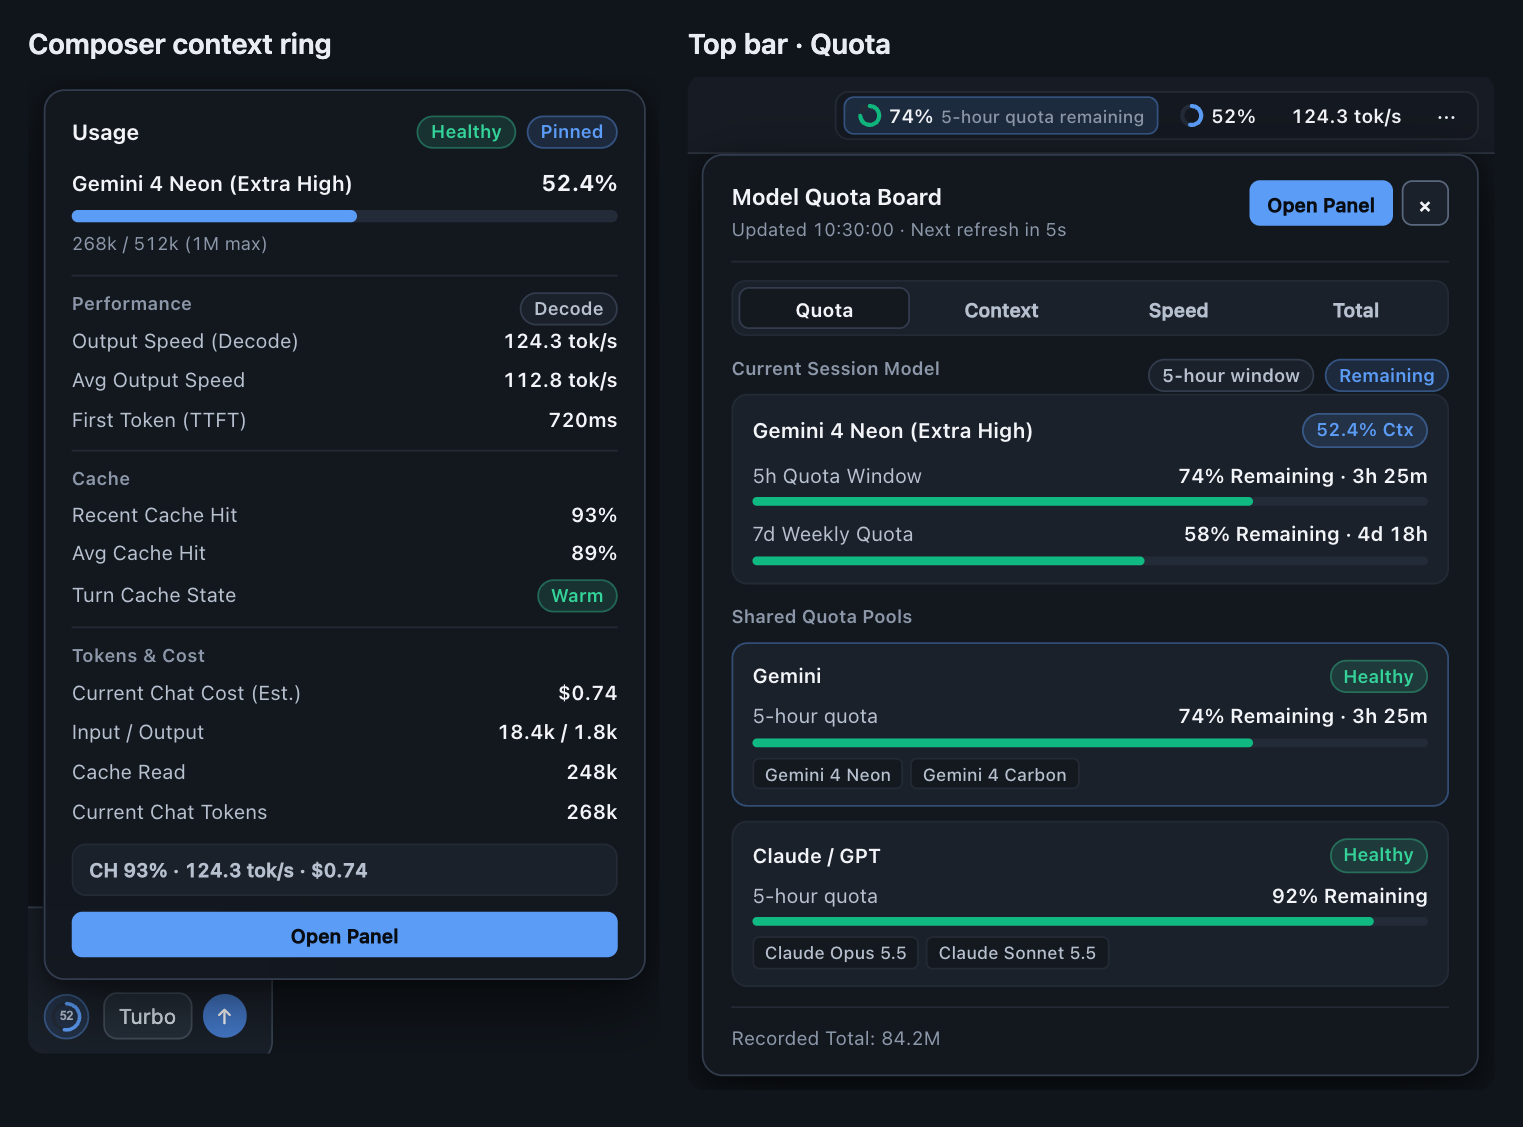 Composer context ring
Usage
Healthy
Pinned
Gemini 4 Neon (Extra High) 52.4%
268k / 512k (1M max)
Performance
Decode
Output Speed (Decode) 124.3 tok/s
Avg Output Speed 112.8 tok/s
First Token (TTFT) 720ms
Cache
Recent Cache Hit 93%
Avg Cache Hit 89%
Turn Cache State Warm
Tokens & Cost
Current Chat Cost (Est.) $0.74
Input / Output 18.4k / 1.8k
Cache Read 248k
Current Chat Tokens 268k
CH 93% · 124.3 tok/s · $0.74
Open Panel
52
Turbo
↑
Top bar · Quota
74% 5-hour quota remaining
52%
124.3 tok/s
···
Model Quota Board
Updated 10:30:00 · Next refresh in 5s
Open Panel
×
Quota
Context
Speed
Total
Current Session Model
5-hour window
Remaining
Gemini 4 Neon (Extra High)
52.4% Ctx
5h Quota Window 74% Remaining · 3h 25m
7d Weekly Quota 58% Remaining · 4d 18h
Shared Quota Pools
Gemini
Healthy
5-hour quota 74% Remaining · 3h 25m
Gemini 4 Neon
Gemini 4 Carbon
Claude / GPT
Healthy
5-hour quota 92% Remaining
Claude Opus 5.5
Claude Sonnet 5.5
Recorded Total: 84.2M